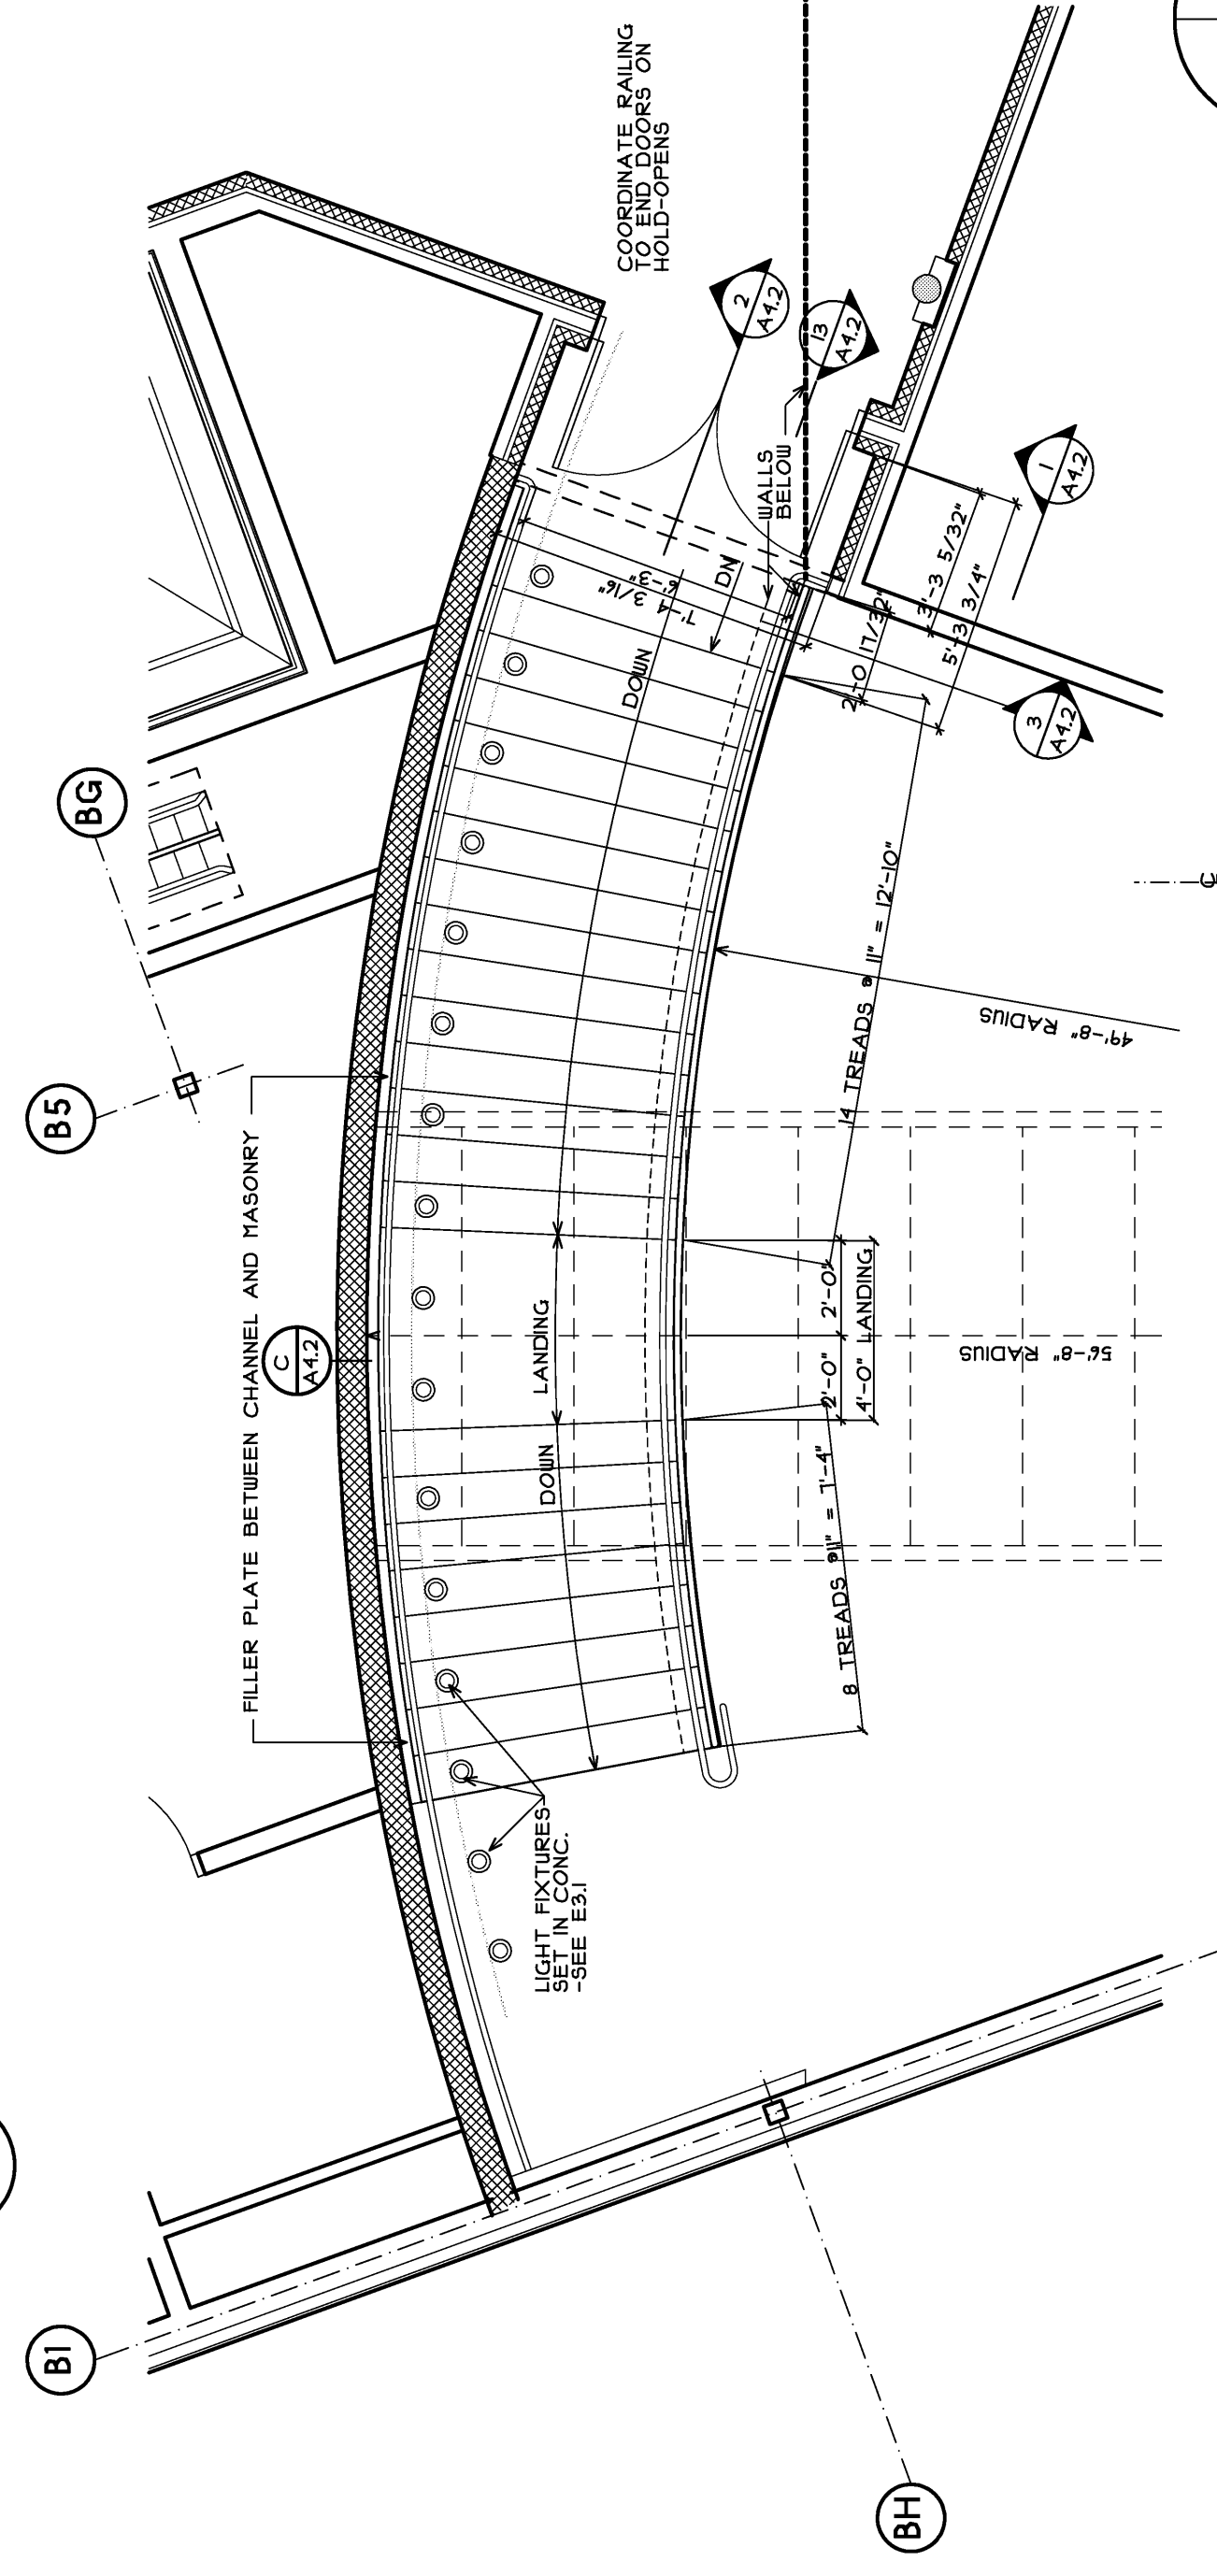 COORDINATE RAILING
TO END DOORS ON
HOLD-OPENS
2
A4.2
13
A4.2
1
A4.2
3
A4.2
WALLS
BELOW
DN
DOWN
6'-3"
7'-4 3/16"
2'-0 17/32"
3'-3 5/32"
5'-3 3/4"
BG
B5
FILLER PLATE BETWEEN CHANNEL AND MASONRY
C
A4.2
LANDING
DOWN
14 TREADS @ 11" = 12'-10"
49'-8" RADIUS
2'-0"
2'-0"
4'-0" LANDING
56'-8" RADIUS
8 TREADS @11" = 7'-4"
LIGHT FIXTURES
SET IN CONC.
-SEE E3.1
B1
BH
C